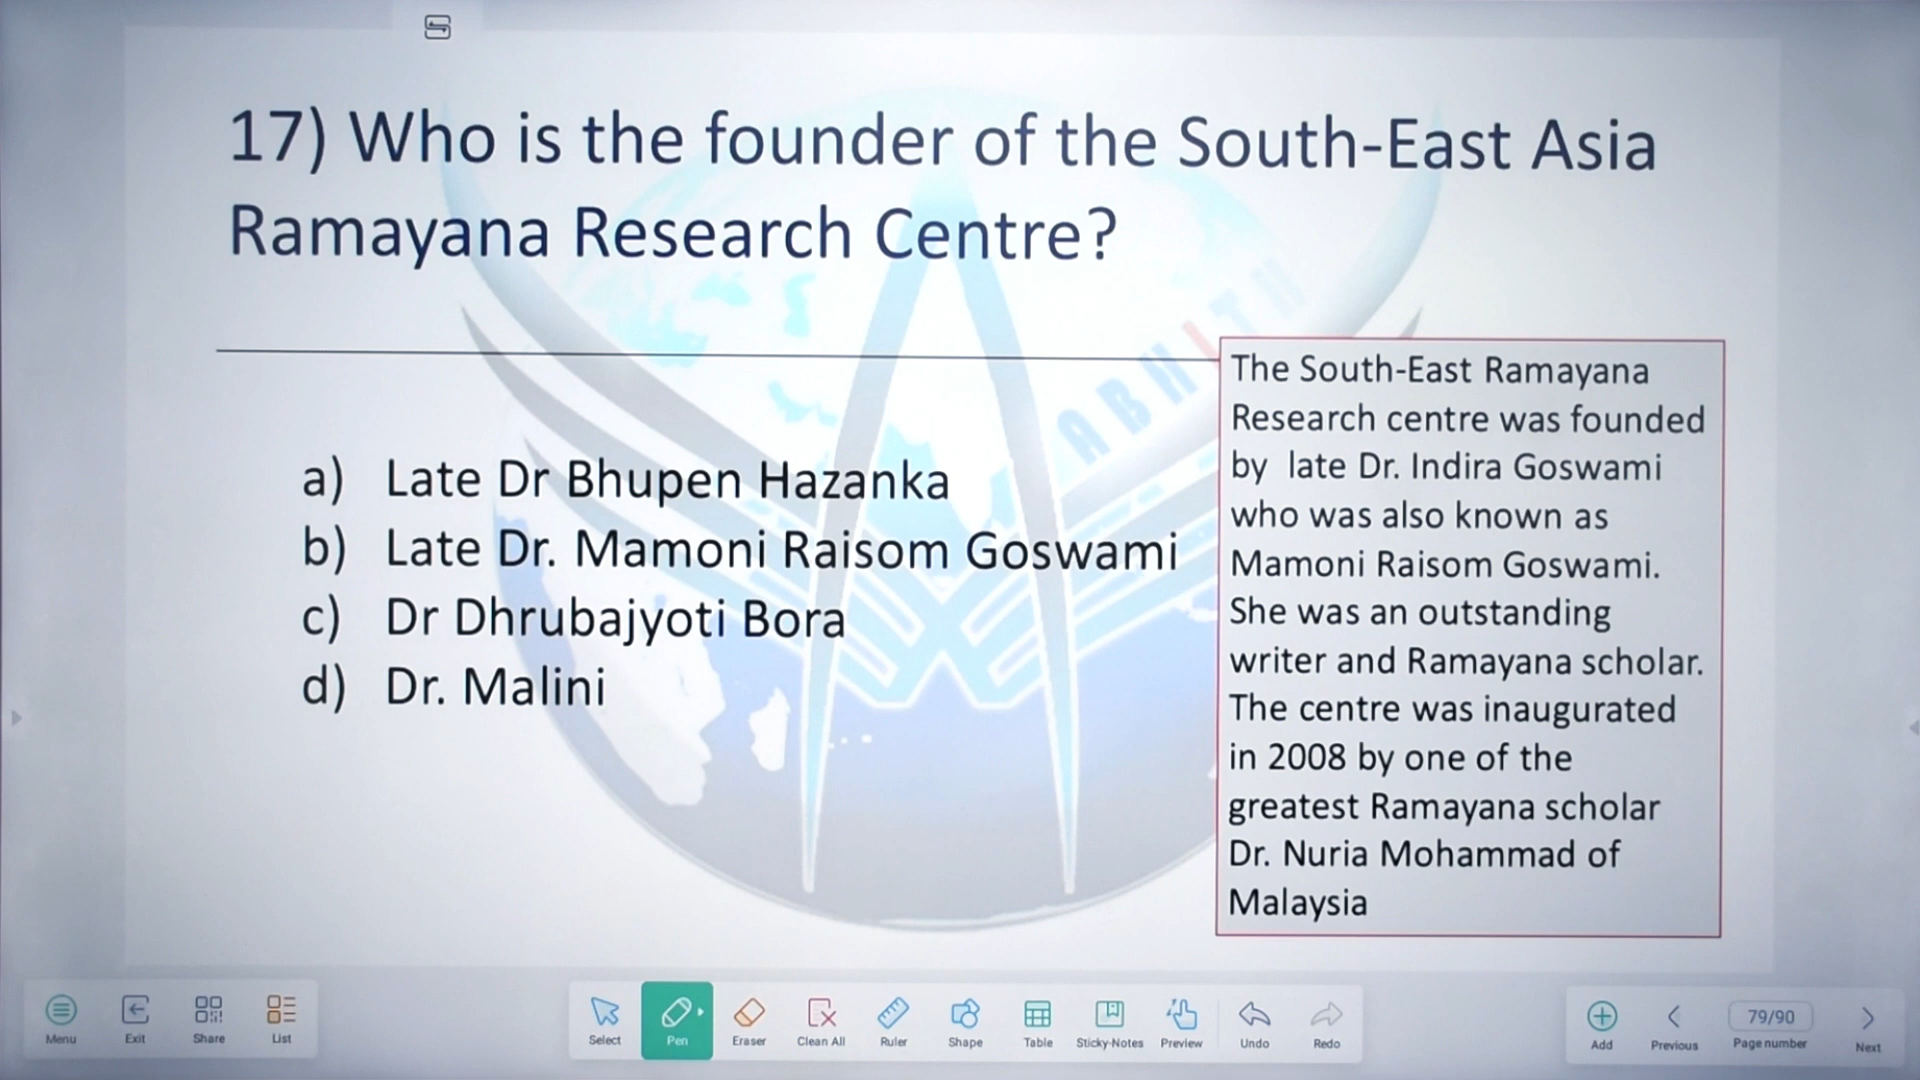 17) Who is the founder of the South-East Asia
Ramayana Research Centre?
a) Late Dr Bhupen Hazanka
b) Late Dr. Mamoni Raisom Goswami
c) Dr Dhrubajyoti Bora
d) Dr. Malini
The South-East Ramayana
Research centre was founded
by late Dr. Indira Goswami
who was also known as
Mamoni Raisom Goswami.
She was an outstanding
writer and Ramayana scholar.
The centre was inaugurated
in 2008 by one of the
greatest Ramayana scholar
Dr. Nuria Mohammad of
Malaysia
ABHITH
Menu Exit Share List
Select Pen Eraser Clean All Ruler Shape Table Sticky-Notes Preview Undo Redo
79/90
Add Previous Page number Next